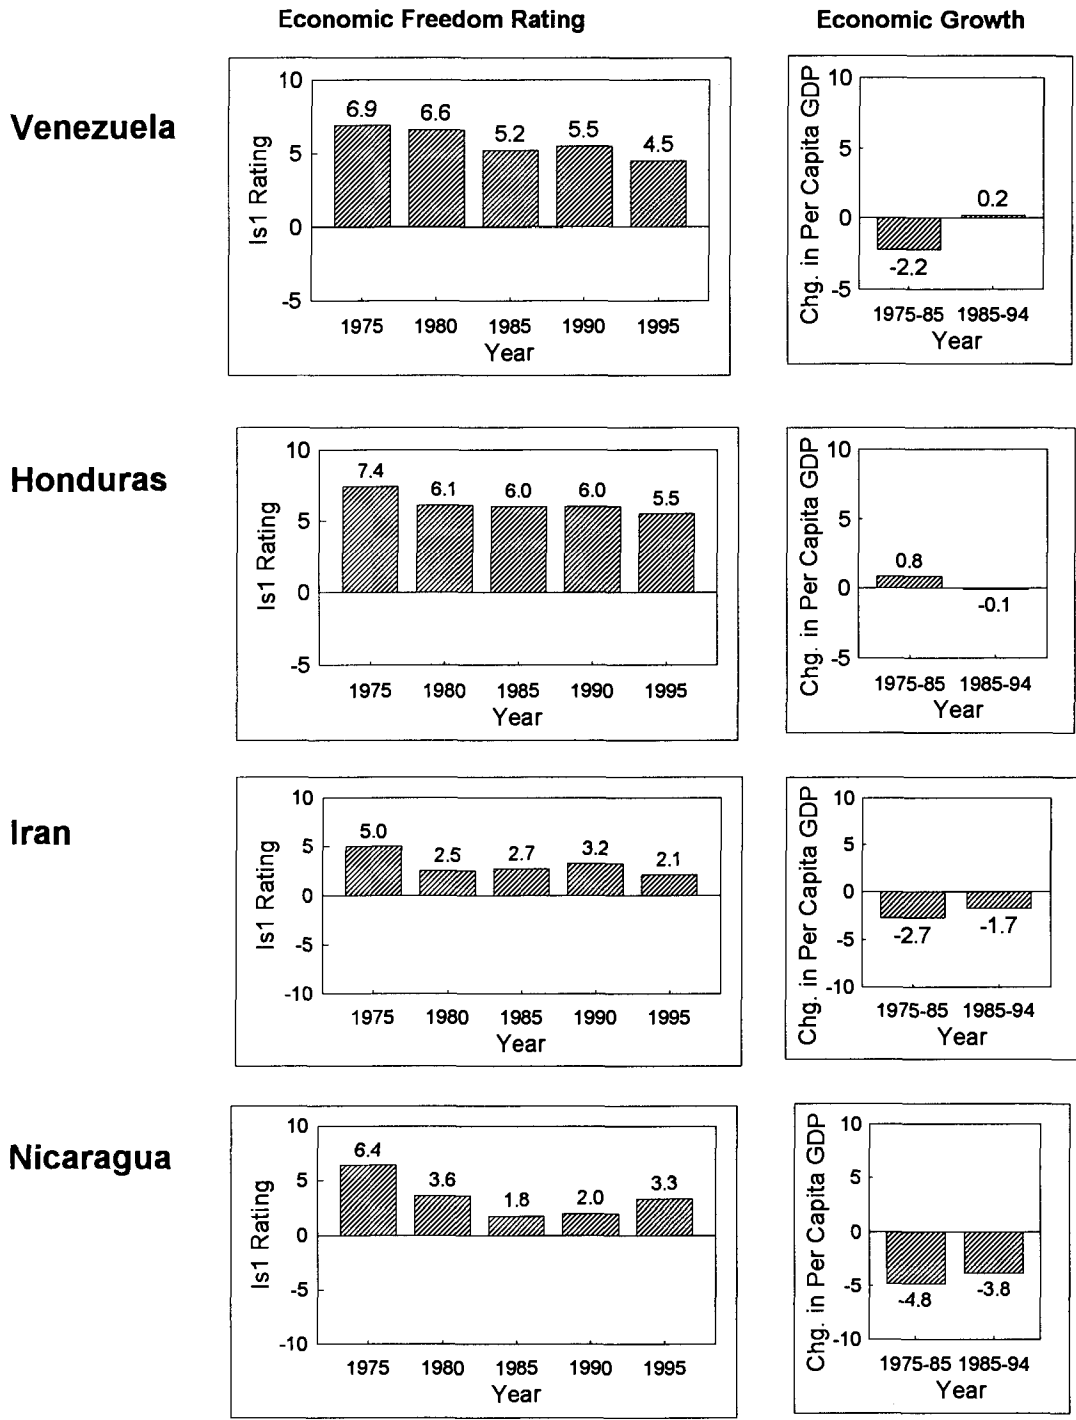 Economic Freedom Rating Economic Growth
Venezuela
10
5
0
-5
Is1 Rating
6.9 6.6 5.2 5.5 4.5
1975 1980 1985 1990 1995
Year
10
5
0
-5
Chg. in Per Capita GDP
-2.2 0.2
1975-85 1985-94
Year
Honduras
10
5
0
-5
Is1 Rating
7.4 6.1 6.0 6.0 5.5
1975 1980 1985 1990 1995
Year
10
5
0
-5
Chg. in Per Capita GDP
0.8 -0.1
1975-85 1985-94
Year
Iran
10
5
0
-5
-10
Is1 Rating
5.0 2.5 2.7 3.2 2.1
1975 1980 1985 1990 1995
Year
10
5
0
-5
-10
Chg. in Per Capita GDP
-2.7 -1.7
1975-85 1985-94
Year
Nicaragua
10
5
0
-5
-10
Is1 Rating
6.4 3.6 1.8 2.0 3.3
1975 1980 1985 1990 1995
Year
10
5
0
-5
-10
Chg. in Per Capita GDP
-4.8 -3.8
1975-85 1985-94
Year